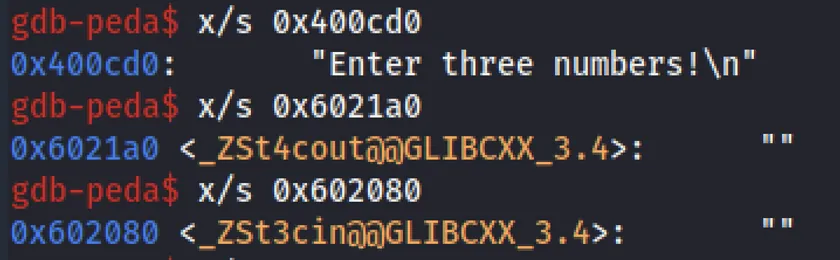 gdb-peda$ x/s 0x400cd0
0x400cd0: "Enter three numbers!\n"
gdb-peda$ x/s 0x6021a0
0x6021a0 <_ZSt4cout@@GLIBCXX_3.4>: ""
gdb-peda$ x/s 0x602080
0x602080 <_ZSt3cin@@GLIBCXX_3.4>: ""